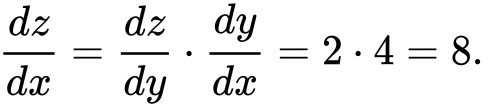 dz/dx = dz/dy · dy/dx = 2 · 4 = 8.